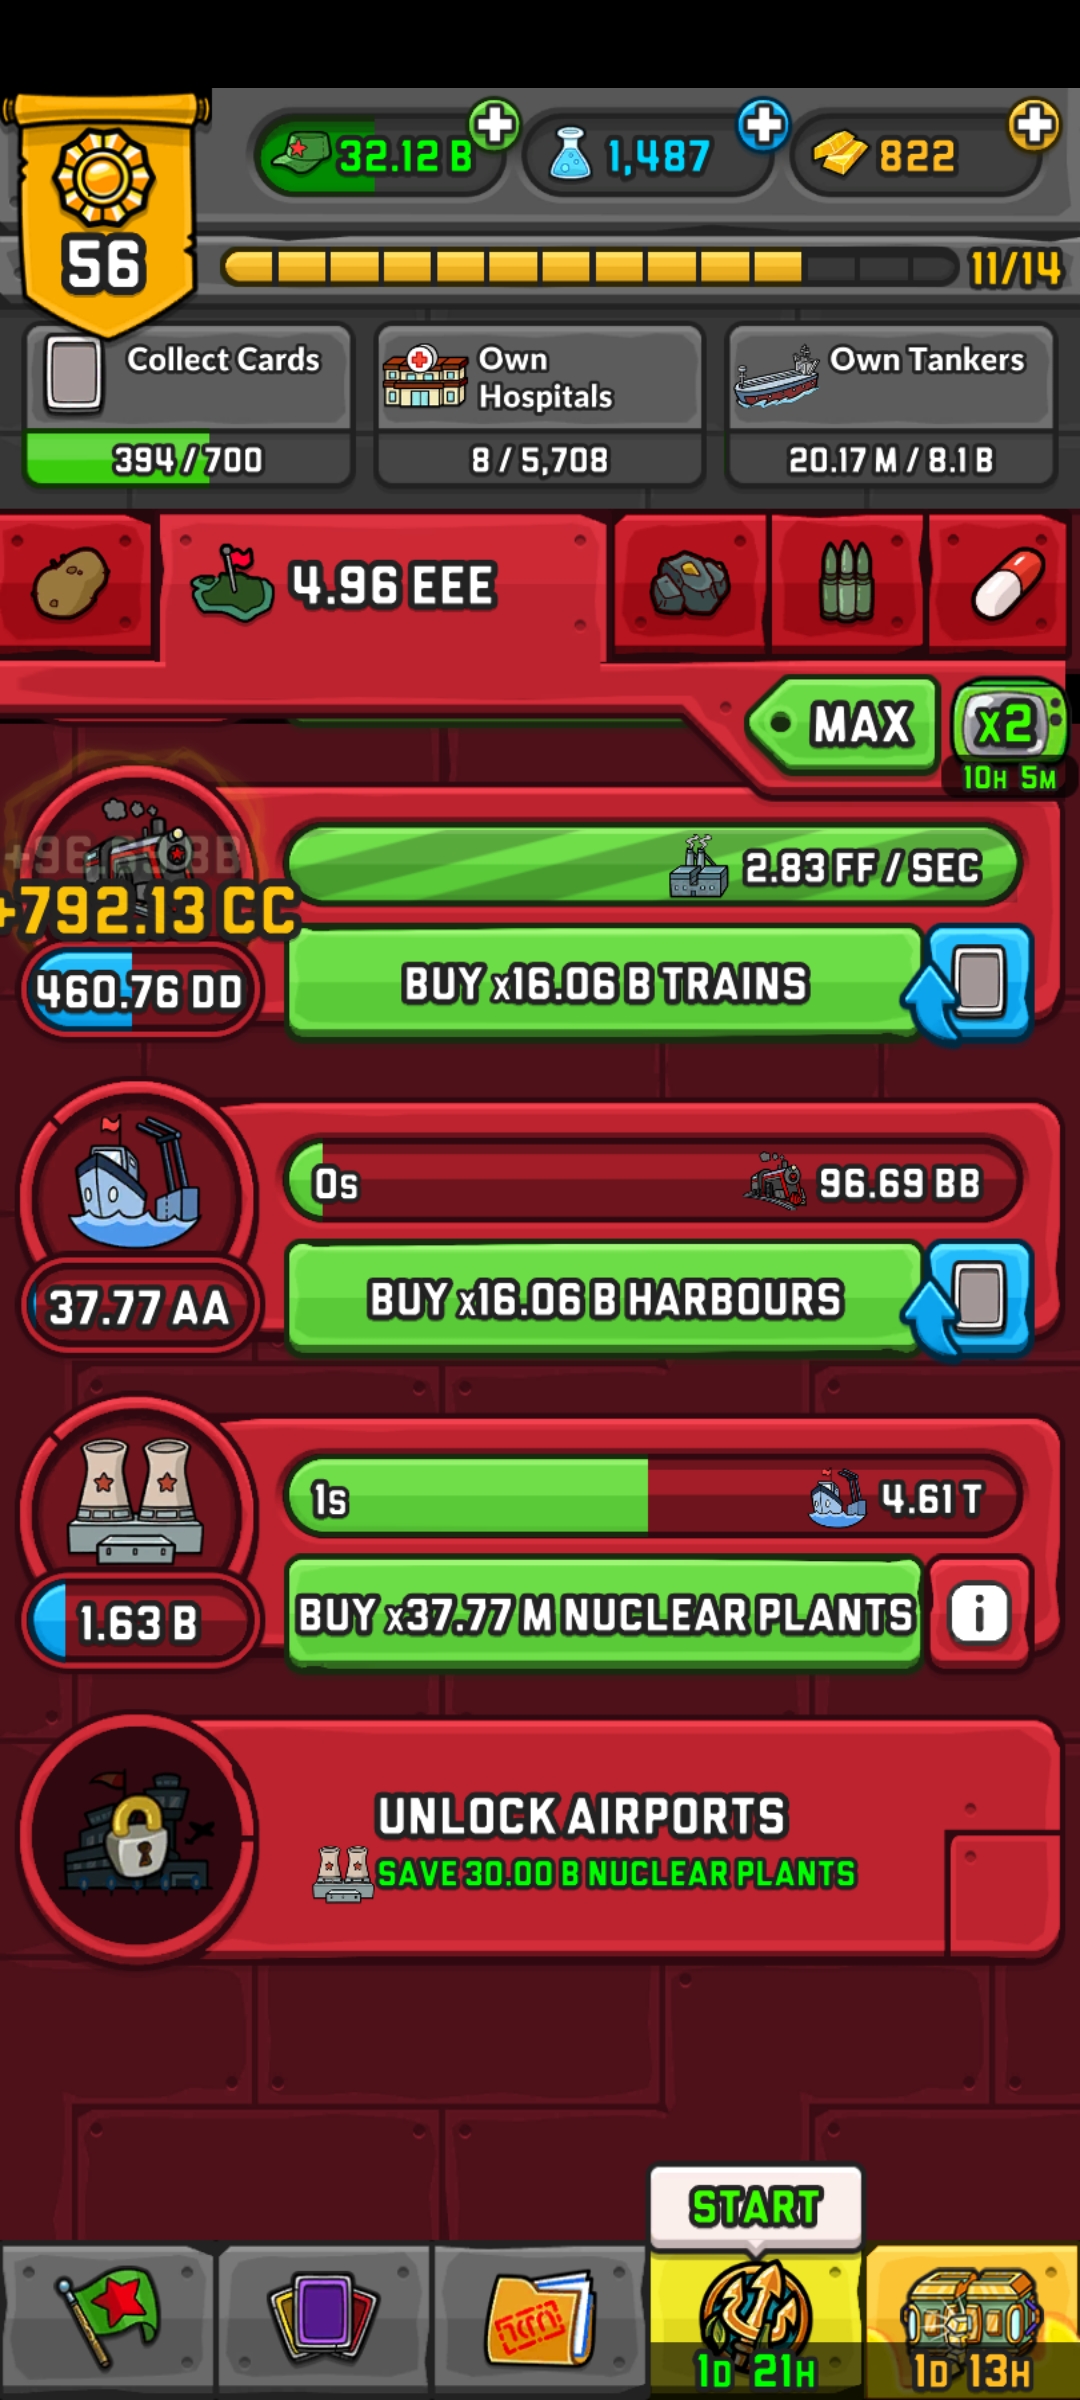 32.12 B
1,487
822
56
11/14
Collect Cards
394/700
Own
Hospitals
8/5,708
Own Tankers
20.17 M/8.1 B
4.96 EEE
MAX
x2
10H 5M
+792.13 CC
460.76 DD
2.83 FF/SEC
BUY x16.06 B TRAINS
37.77 AA
0s
96.69 BB
BUY x16.06 B HARBOURS
1.63 B
1s
4.61 T
BUY x37.77 M NUCLEAR PLANTS
i
UNLOCK AIRPORTS
SAVE 30.00 B NUCLEAR PLANTS
START
1D 21H
1D 13H